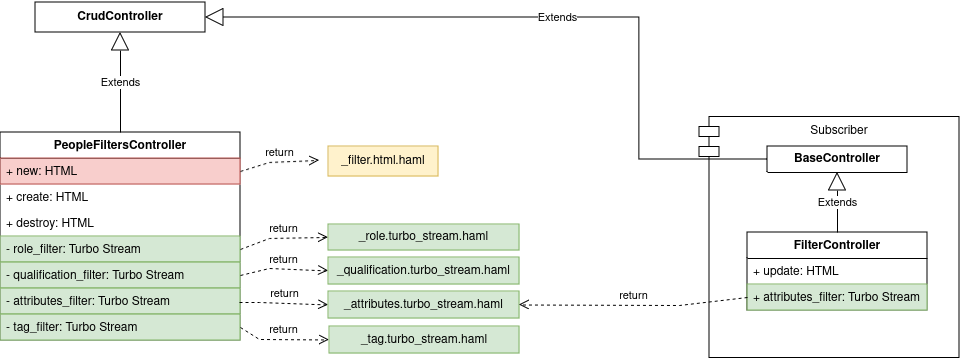 CrudController
Extends
Extends
PeopleFiltersController
+ new: HTML
+ create: HTML
+ destroy: HTML
- role_filter: Turbo Stream
- qualification_filter: Turbo Stream
- attributes_filter: Turbo Stream
- tag_filter: Turbo Stream
return
_filter.html.haml
return
_role.turbo_stream.haml
return
_qualification.turbo_stream.haml
return
_attributes.turbo_stream.haml
return
_tag.turbo_stream.haml
return
Subscriber
BaseController
Extends
FilterController
+ update: HTML
+ attributes_filter: Turbo Stream